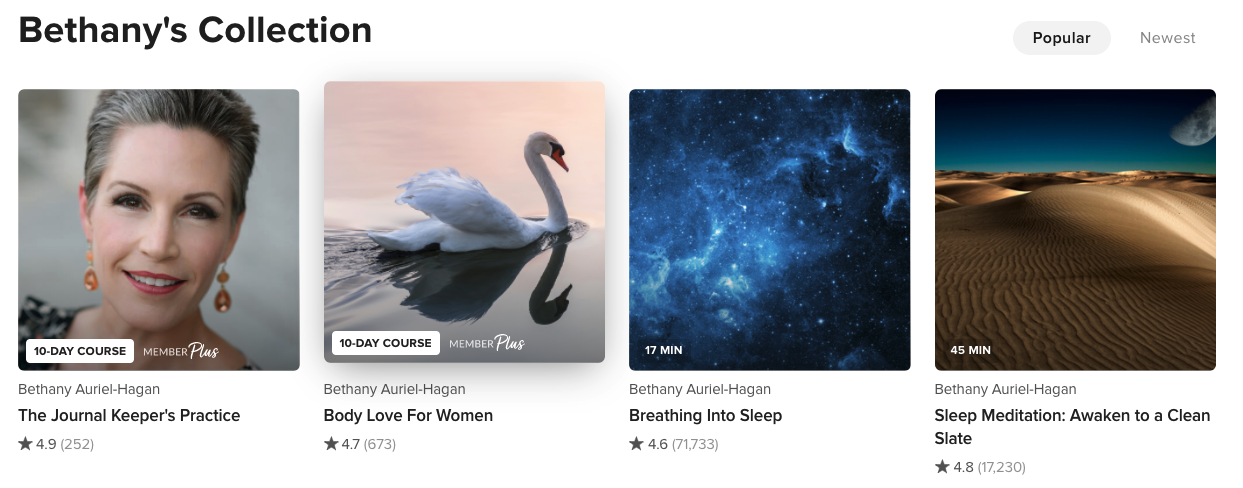 Bethany's Collection
Popular
Newest
10-DAY COURSE MEMBER Plus
10-DAY COURSE MEMBER Plus
17 MIN
45 MIN
Bethany Auriel-Hagan
The Journal Keeper's Practice
★ 4.9 (252)
Bethany Auriel-Hagan
Body Love For Women
★ 4.7 (673)
Bethany Auriel-Hagan
Breathing Into Sleep
★ 4.6 (71,733)
Bethany Auriel-Hagan
Sleep Meditation: Awaken to a Clean
Slate
★ 4.8 (17,230)